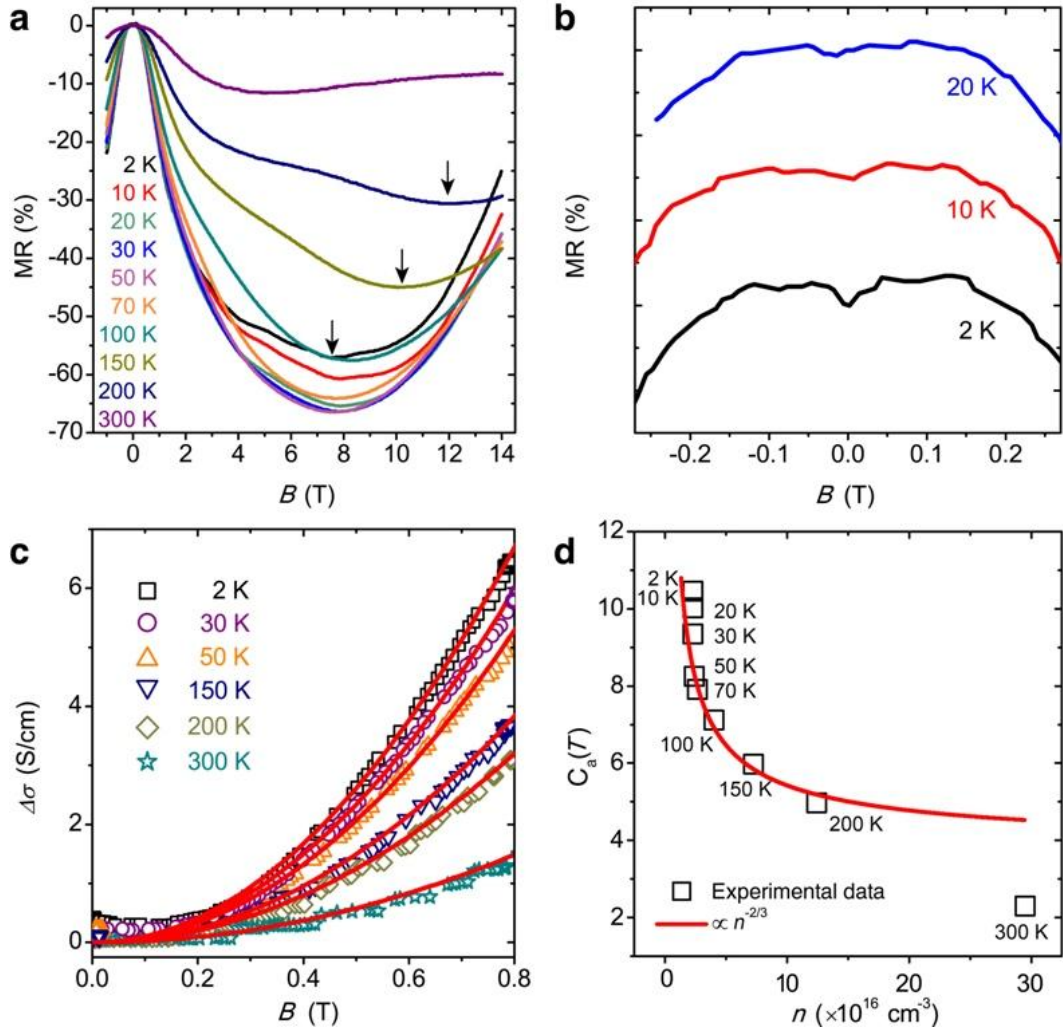 a
0
-10
-20
-30
-40
-50
-60
-70
MR (%)
2 K
10 K
20 K
30 K
50 K
70 K
100 K
150 K
200 K
300 K
0 2 4 6 8 10 12 14
B (T)
b
MR (%)
20 K
10 K
2 K
-0.2 -0.1 0.0 0.1 0.2
B (T)
c
6
4
2
0
Δσ (S/cm)
2 K
30 K
50 K
150 K
200 K
300 K
0.0 0.2 0.4 0.6 0.8
B (T)
d
12
10
8
6
4
2
Cₐ(T)
2 K
10 K
20 K
30 K
50 K
70 K
100 K
150 K
200 K
300 K
Experimental data
∝ n⁻²/³
0 10 20 30
n (×10¹⁶ cm⁻³)